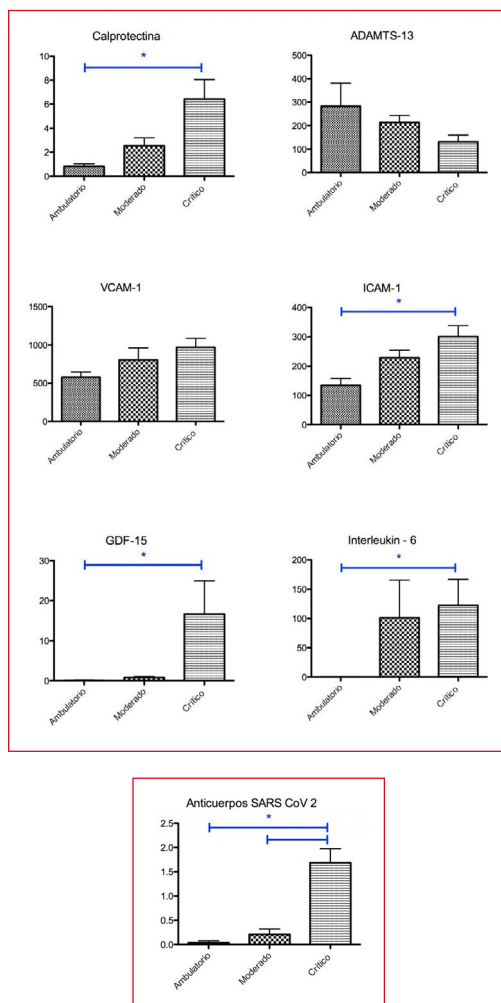 Calprotectina
*
8
6
4
2
0
Ambulatorio
Moderado
Crítico
ADAMTS-13
500
400
300
200
100
0
Ambulatorio
Moderado
Crítico
VCAM-1
1500
1000
500
0
Ambulatorio
Moderado
Crítico
ICAM-1
*
400
300
200
100
0
Ambulatorio
Moderado
Crítico
GDF-15
*
30
20
10
0
Ambulatorio
Moderado
Crítico
Interleukin - 6
*
200
150
100
50
0
Ambulatorio
Moderado
Crítico
Anticuerpos SARS CoV 2
*
2.5
2.0
1.5
1.0
0.5
0.0
Ambulatorio
Moderado
Crítico